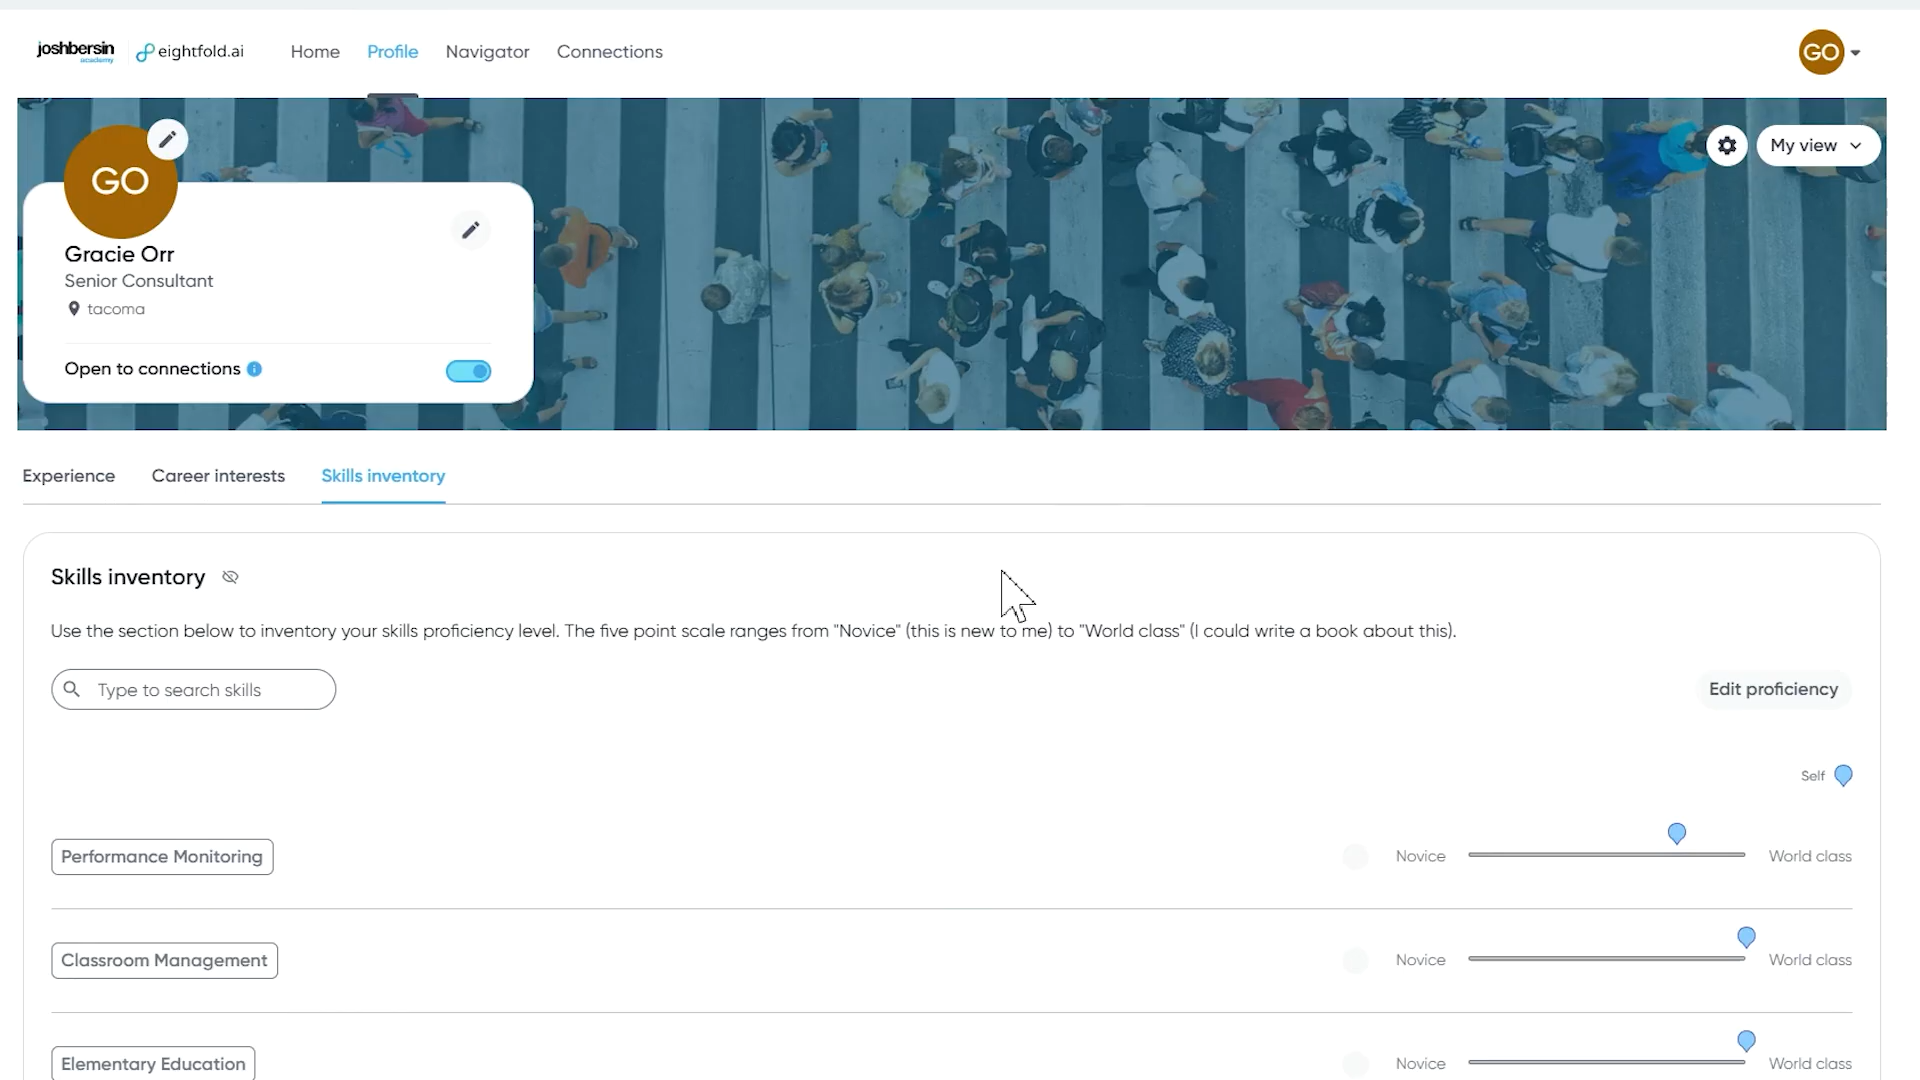 joshbersin
academy
eightfold.ai
Home
Profile
Navigator
Connections
GO
My view
GO
Gracie Orr
Senior Consultant
tacoma
Open to connections
Experience
Career interests
Skills inventory
Skills inventory
Use the section below to inventory your skills proficiency level. The five point scale ranges from "Novice" (this is new to me) to "World class" (I could write a book about this).
Type to search skills
Edit proficiency
Self
Performance Monitoring
Novice
World class
Classroom Management
Novice
World class
Elementary Education
Novice
World class